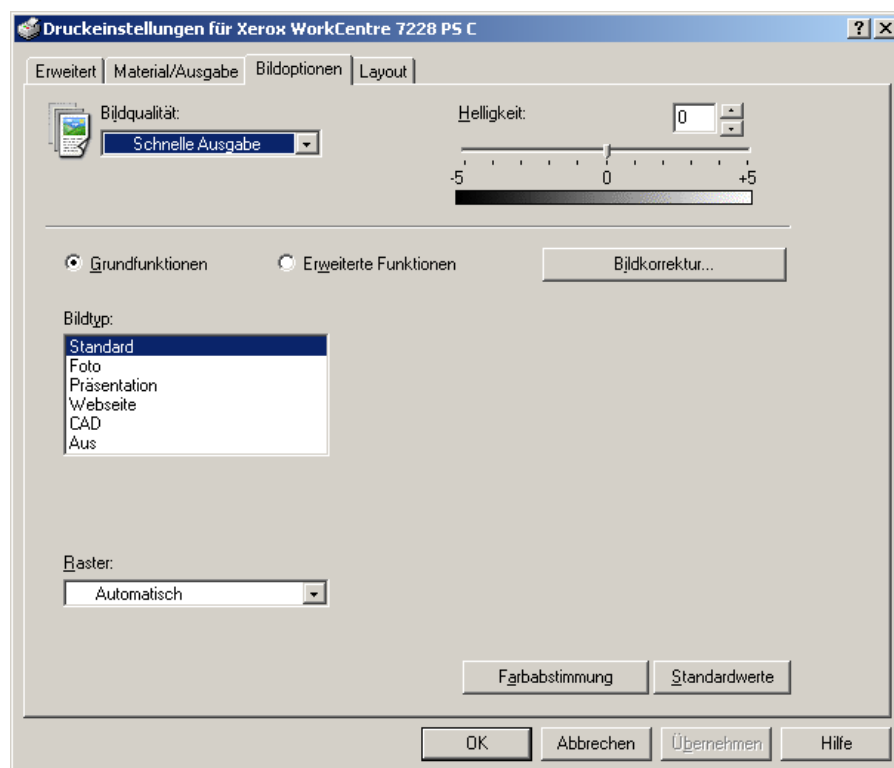 Druckeinstellungen für Xerox WorkCentre 7228 PS C
Erweitert Material/Ausgabe Bildoptionen Layout
Bildqualität:
Schnelle Ausgabe
Helligkeit:
0
-5 0 +5
Grundfunktionen
Erweiterte Funktionen
Bildkorrektur...
Bildtyp:
Standard
Foto
Präsentation
Webseite
CAD
Aus
Raster:
Automatisch
Farbabstimmung Standardwerte
OK Abbrechen Übernehmen Hilfe